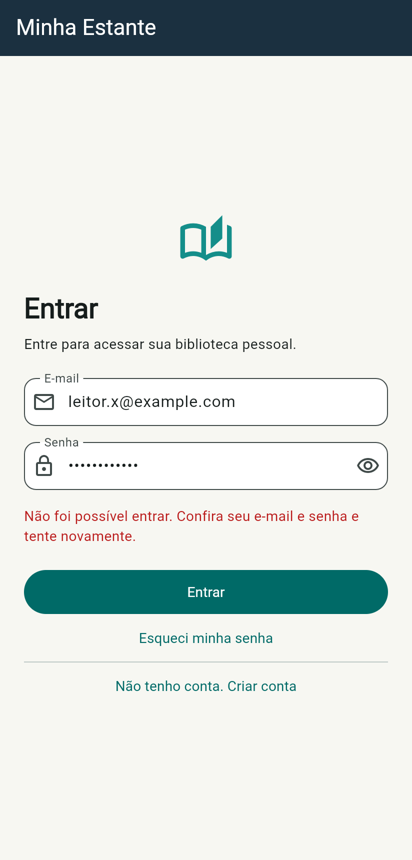 Minha Estante
Entrar
Entre para acessar sua biblioteca pessoal.
E-mail
leitor.x@example.com
Senha
••••••••••••
Não foi possível entrar. Confira seu e-mail e senha e
tente novamente.
Entrar
Esqueci minha senha
Não tenho conta. Criar conta